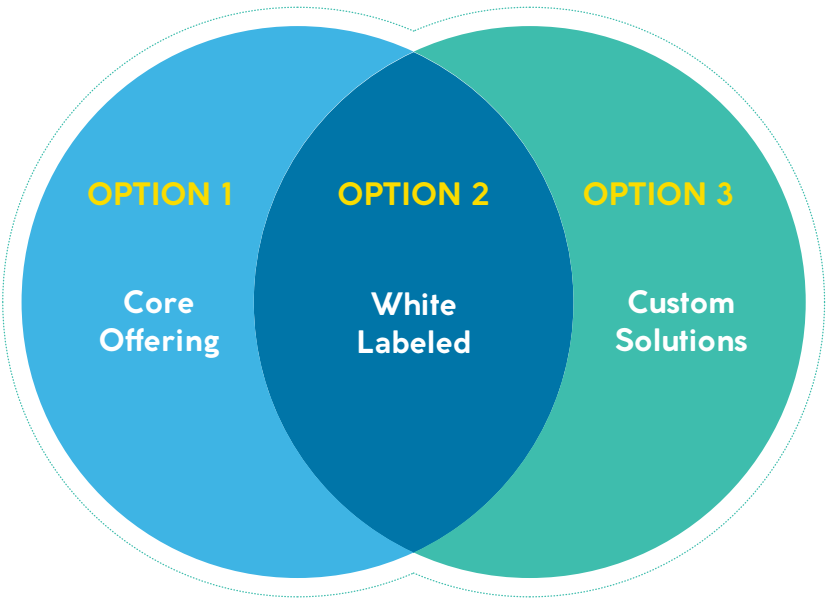 OPTION 1
Core
Offering
OPTION 2
White
Labeled
OPTION 3
Custom
Solutions